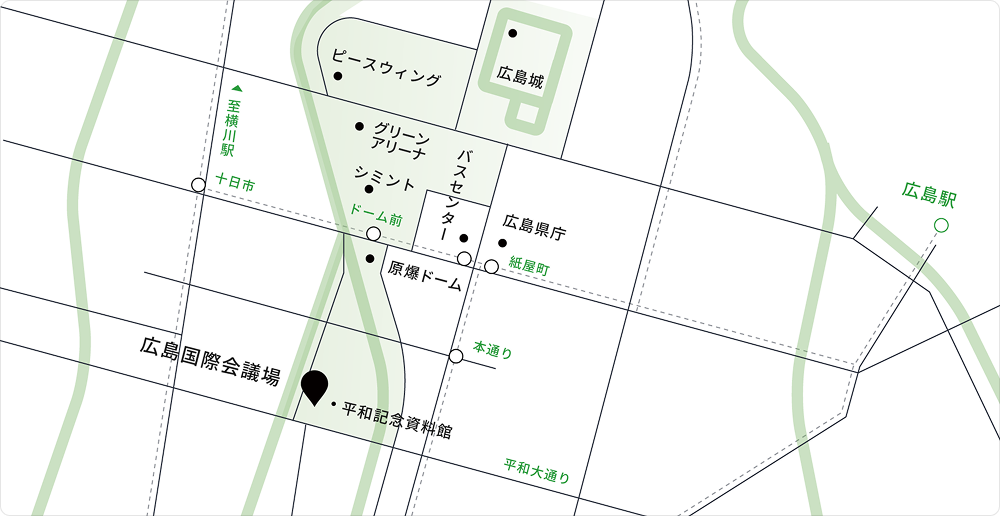 ピースウィング
広島城
至横川駅
グリーン
アリーナ
バスセンター
シミント
十日市
ドーム前
広島県庁
広島駅
紙屋町
原爆ドーム
本通り
広島国際会議場
平和記念資料館
平和大通り